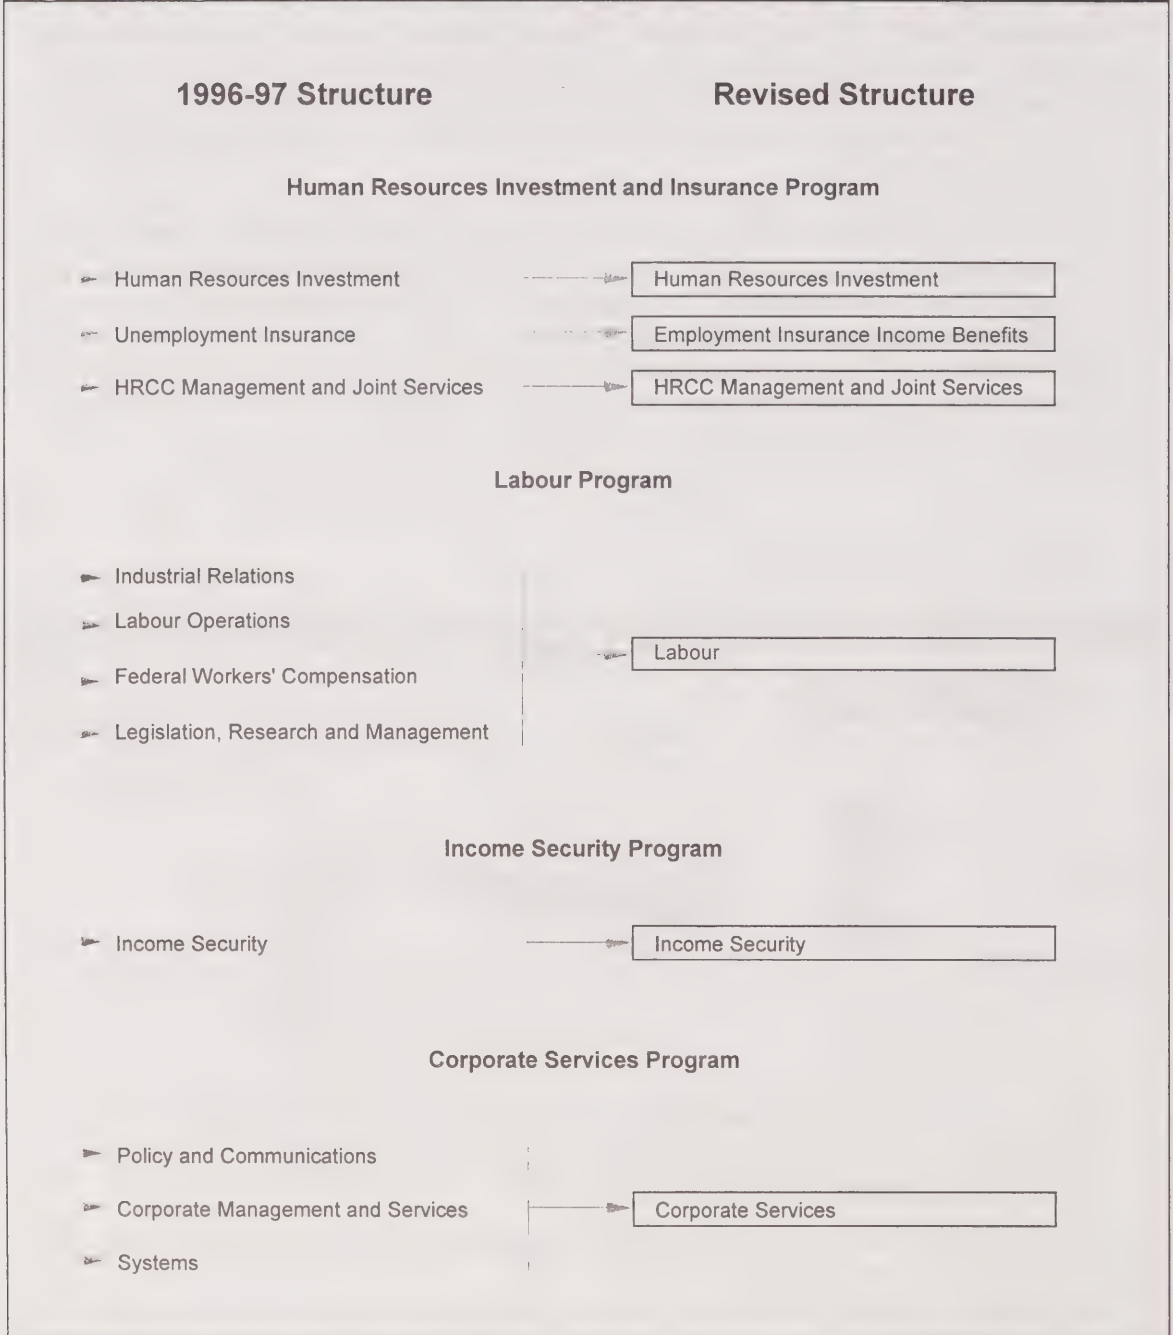 1996-97 Structure Revised Structure
Human Resources Investment and Insurance Program
Human Resources Investment Human Resources Investment
Unemployment Insurance Employment Insurance Income Benefits
HRCC Management and Joint Services HRCC Management and Joint Services
Labour Program
Industrial Relations
Labour Operations
Labour
Federal Workers' Compensation
Legislation, Research and Management
Income Security Program
Income Security Income Security
Corporate Services Program
Policy and Communications
Corporate Management and Services Corporate Services
Systems